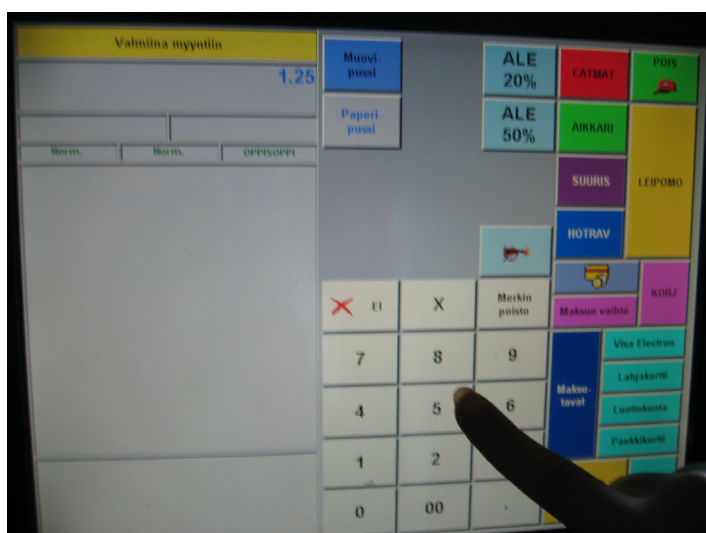 Valmiina myyntiin
1.25
Norm.
Norm.
OPPISOPPI
Muovi-
pussi
Paperi-
pussi
ALE
20%
ALE
50%
CATMAT
POIS
AIKKARI
SUURIS
LEIPOMO
HOTRAV
Maksun vaihto
KORJ
EI
X
Merkin
poisto
7
8
9
4
5
6
1
2
0
00
.
Maksu-
tavat
Visa Electron
Lahjakortti
Luottokunta
Pankkikortti